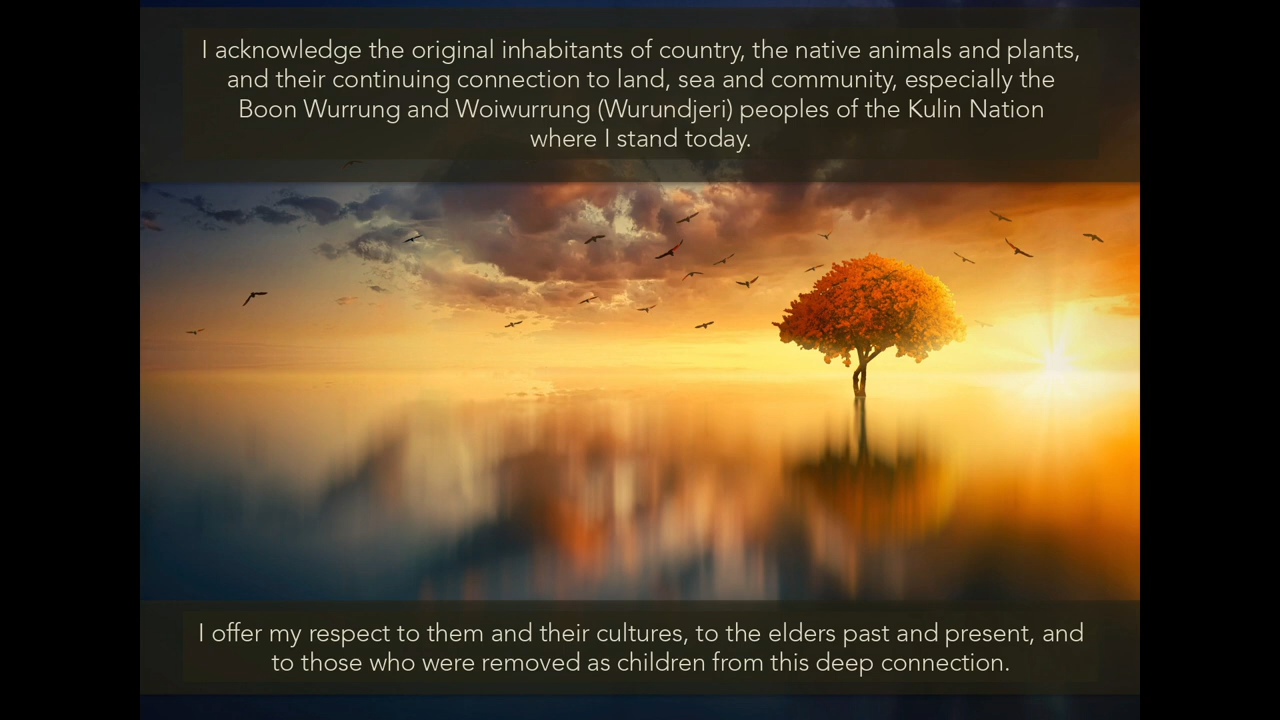 I acknowledge the original inhabitants of country, the native animals and plants,
and their continuing connection to land, sea and community, especially the
Boon Wurrung and Woiwurrung (Wurundjeri) peoples of the Kulin Nation
where I stand today.
I offer my respect to them and their cultures, to the elders past and present, and
to those who were removed as children from this deep connection.